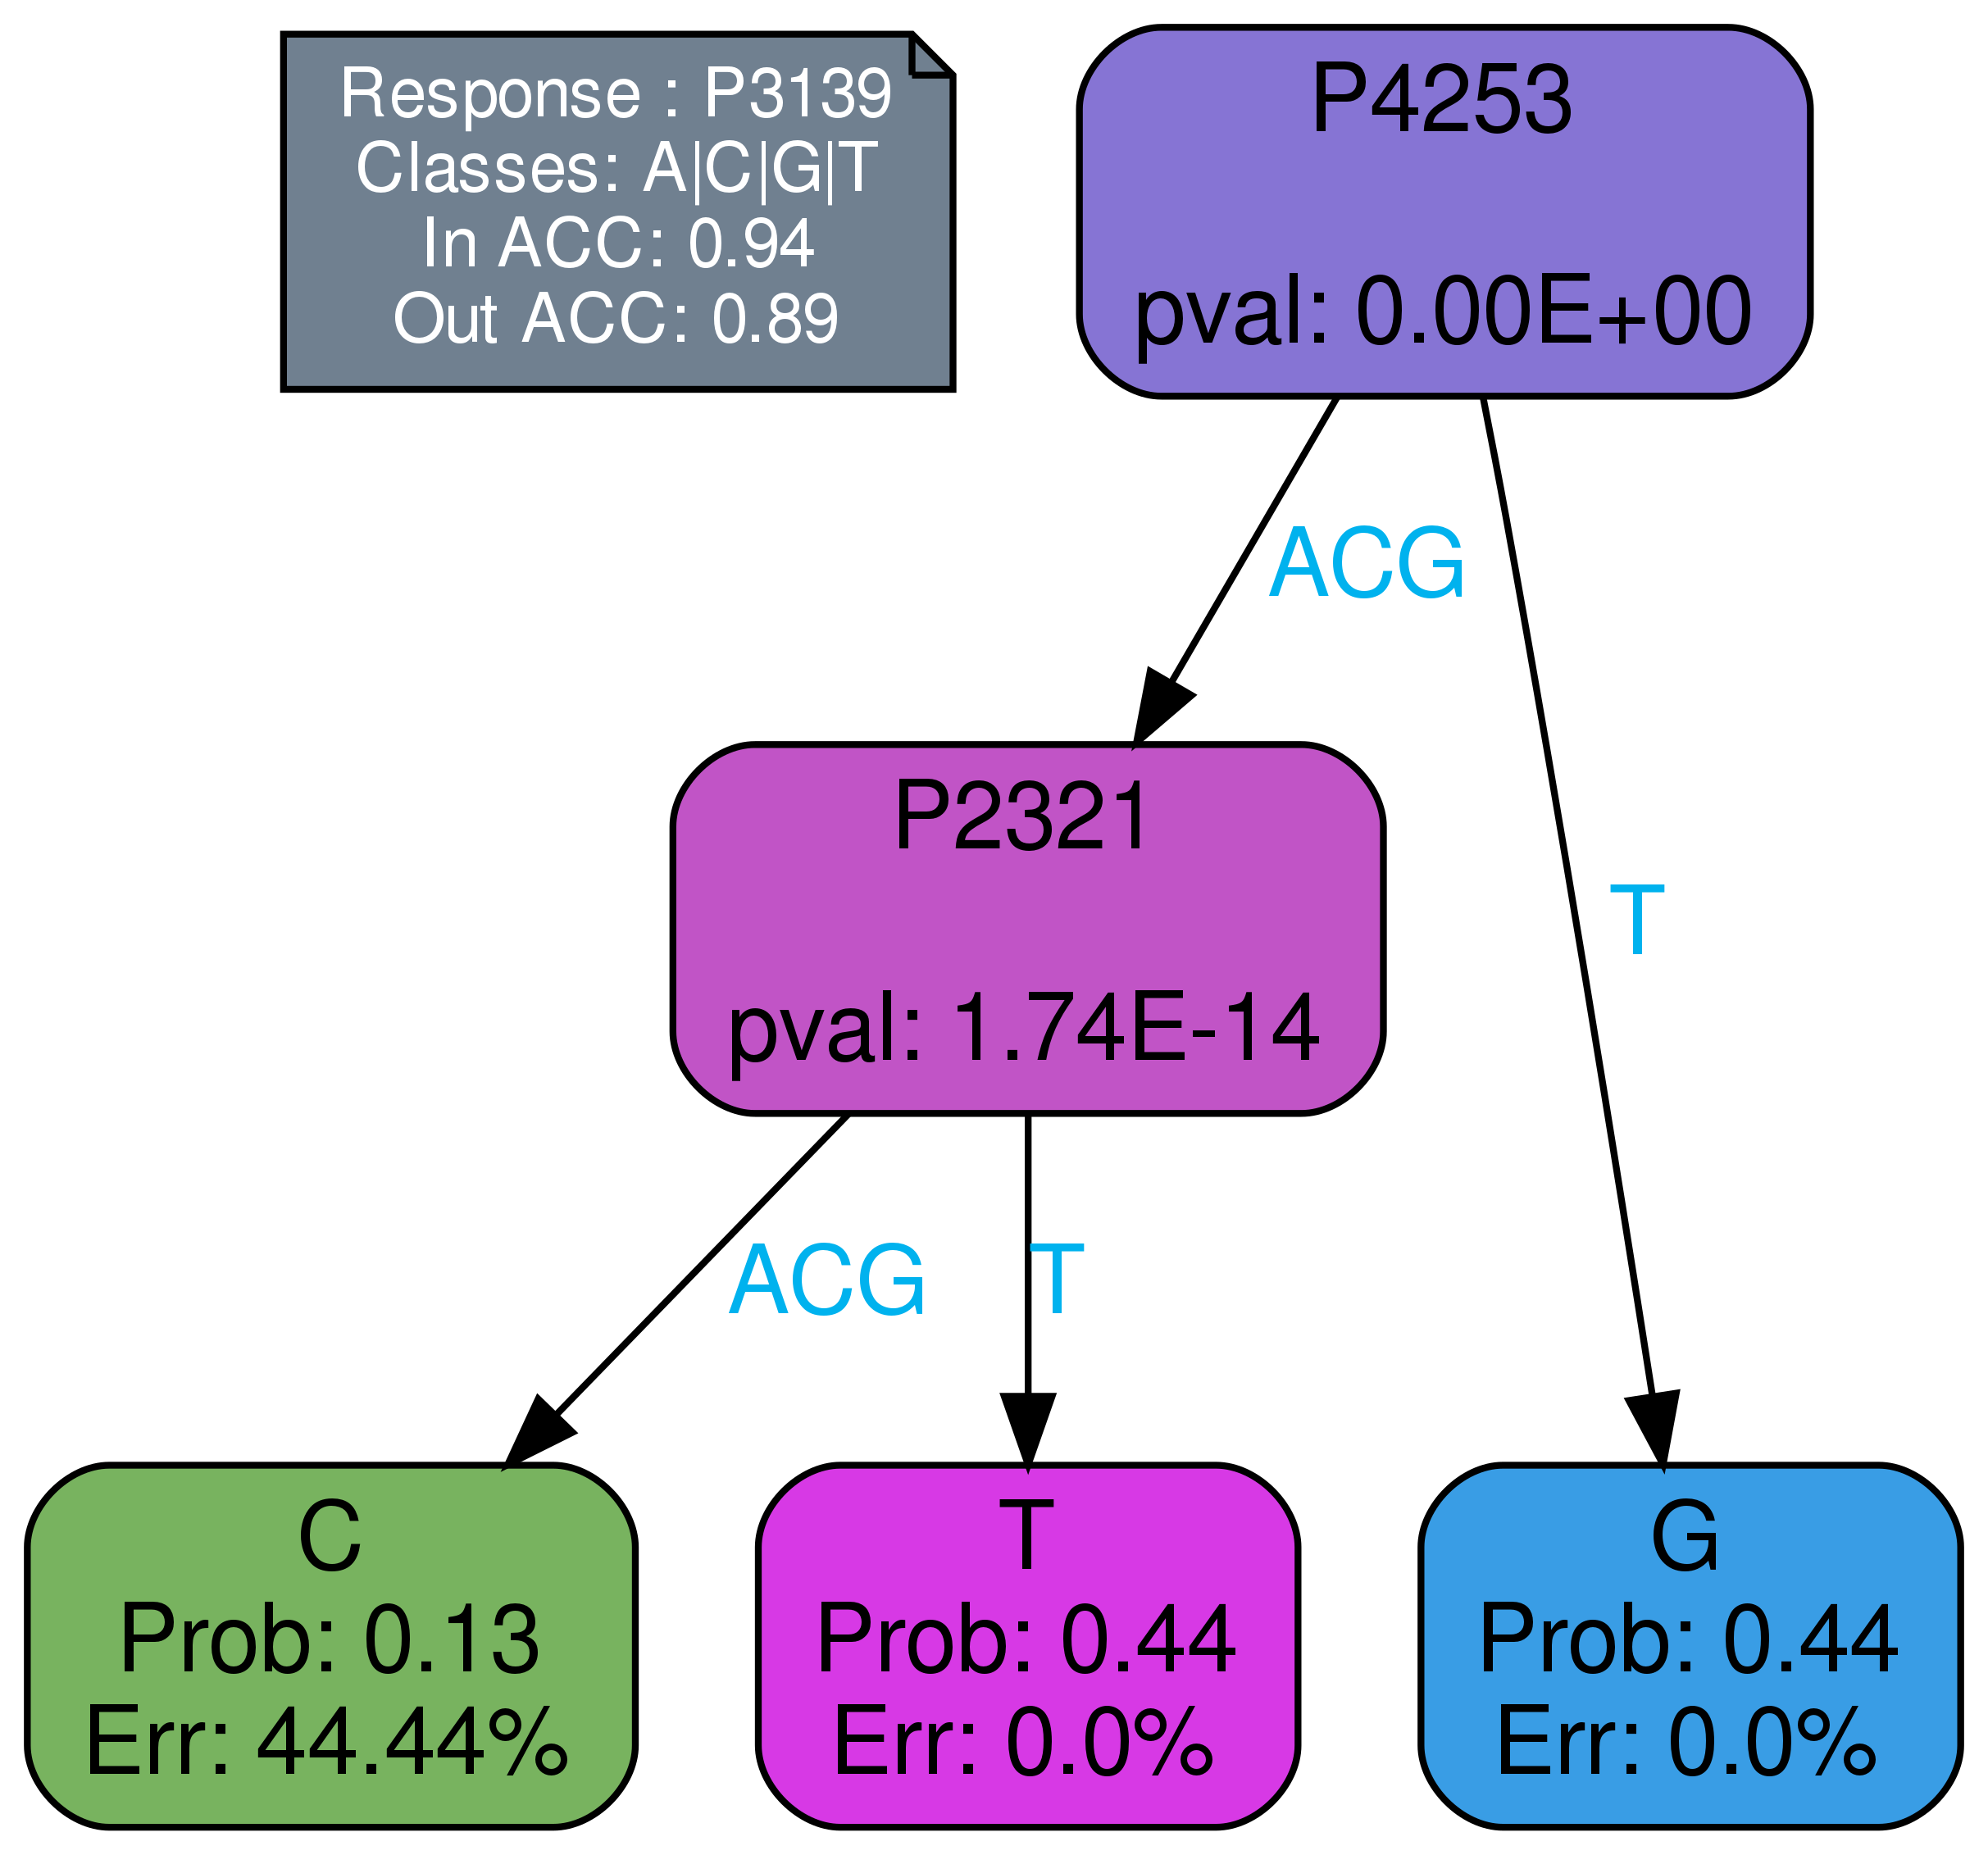 Response : P3139
Classes: A|C|G|T
In ACC: 0.94
Out ACC: 0.89
P4253
pval: 0.00E+00
ACG
T
P2321
pval: 1.74E-14
ACG
T
C
Prob: 0.13
Err: 44.44%
T
Prob: 0.44
Err: 0.0%
G
Prob: 0.44
Err: 0.0%